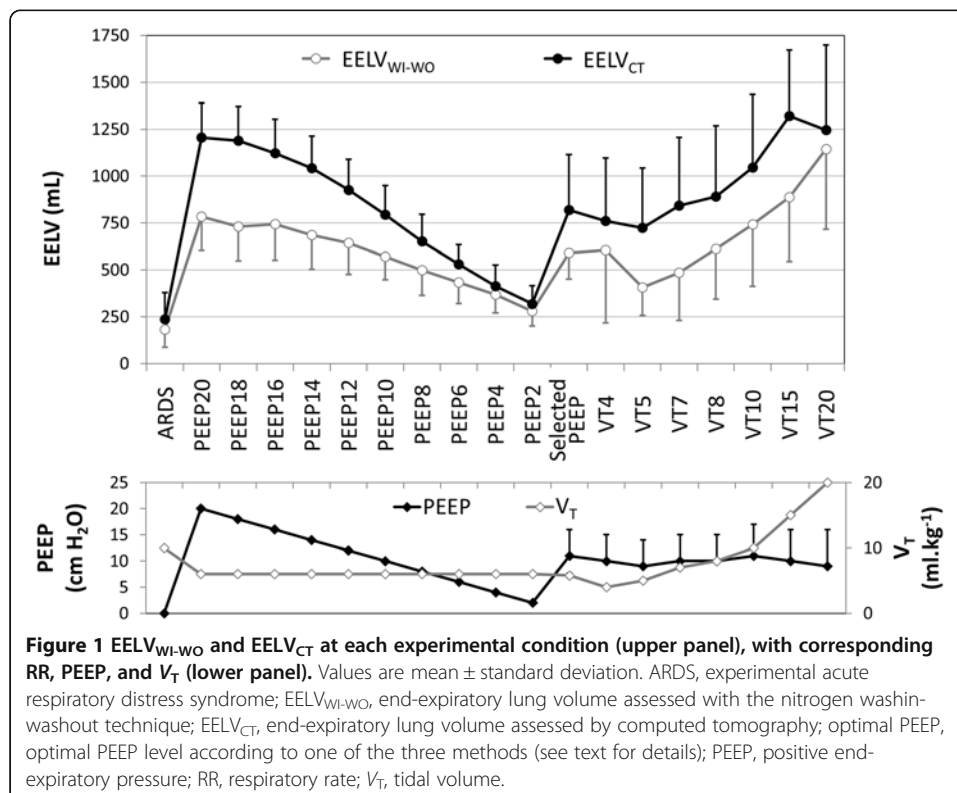 EELV WI-WO
EELV CT
EELV (mL)
1750
1500
1250
1000
750
500
250
0
ARDS
PEEP20
PEEP18
PEEP16
PEEP14
PEEP12
PEEP10
PEEP8
PEEP6
PEEP4
PEEP2
Selected
PEEP
VT4
VT5
VT7
VT8
VT10
VT15
VT20
PEEP
(cm H2O)
25
20
15
10
5
0
PEEP
VT
20
10
0
VT
(ml.kg-1)
Figure 1 EELVWI-WO and EELVCT at each experimental condition (upper panel), with corresponding
RR, PEEP, and VT (lower panel). Values are mean ± standard deviation. ARDS, experimental acute
respiratory distress syndrome; EELVWI-WO, end-expiratory lung volume assessed with the nitrogen washin-
washout technique; EELVCT, end-expiratory lung volume assessed by computed tomography; optimal PEEP,
optimal PEEP level according to one of the three methods (see text for details); PEEP, positive end-
expiratory pressure; RR, respiratory rate; VT, tidal volume.